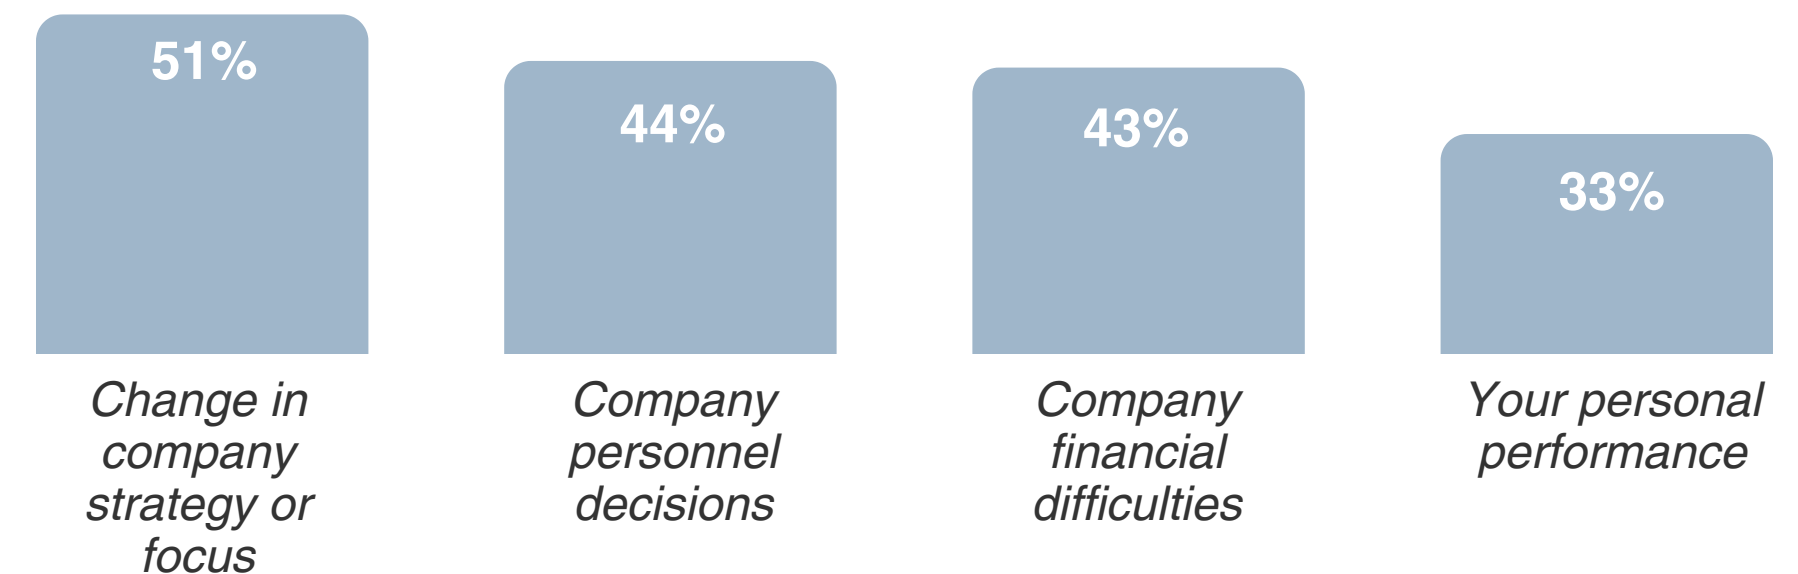 51%
44%
43%
33%
Change in
company
strategy or
focus
Company
personnel
decisions
Company
financial
difficulties
Your personal
performance